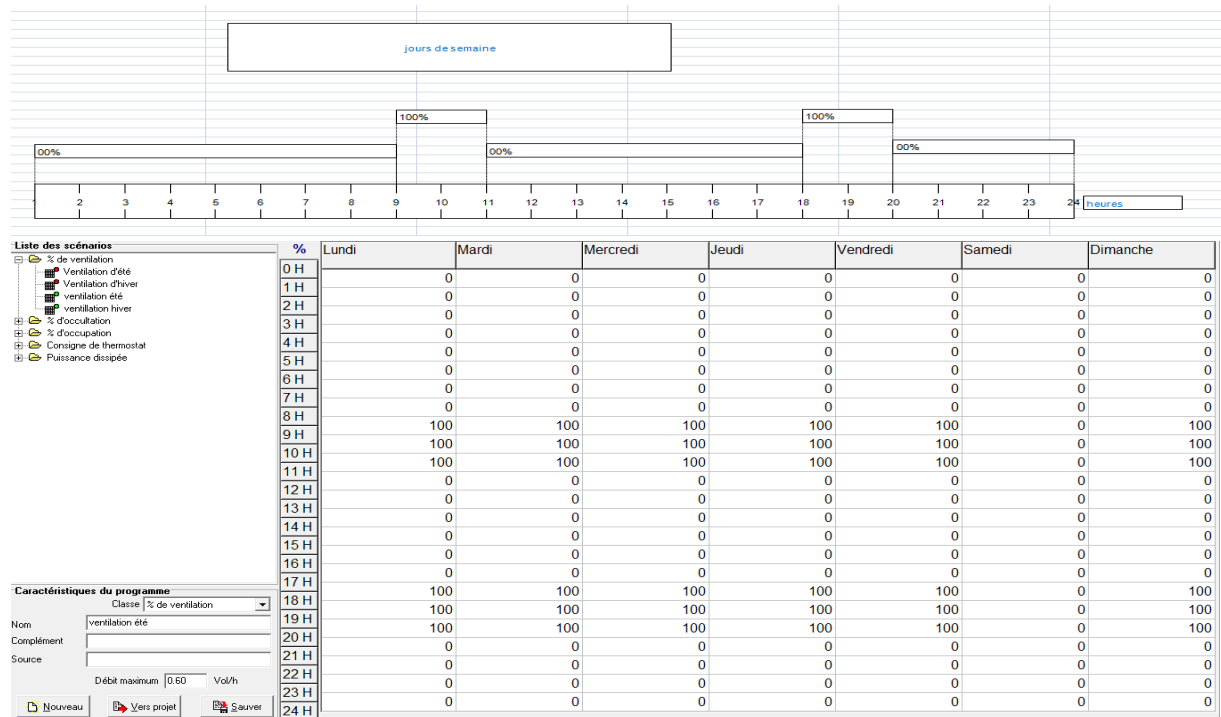 jours de semaine
100% 100%
00% 00% 00%
1 2 3 4 5 6 7 8 9 10 11 12 13 14 15 16 17 18 19 20 21 22 23 24 heures
Liste des scénarios
% de ventilation
Ventilation d'été
Ventilation d'hiver
ventilation été
ventillation hiver
% d'occultation
% d'occupation
Consigne de thermostat
Puissance dissipée
Caractéristiques du programme
Classe % de ventilation
Nom ventilation été
Complément
Source
Débit maximum 0.60 Vol/h
Nouveau Vers projet Sauver
% Lundi Mardi Mercredi Jeudi Vendredi Samedi Dimanche
0 H
0 0 0 0 0 0 0
1 H
0 0 0 0 0 0 0
2 H
0 0 0 0 0 0 0
3 H
0 0 0 0 0 0 0
4 H
0 0 0 0 0 0 0
5 H
0 0 0 0 0 0 0
6 H
0 0 0 0 0 0 0
7 H
0 0 0 0 0 0 0
8 H
100 100 100 100 100 0 100
9 H
100 100 100 100 100 0 100
10 H
100 100 100 100 100 0 100
11 H
0 0 0 0 0 0 0
12 H
0 0 0 0 0 0 0
13 H
0 0 0 0 0 0 0
14 H
0 0 0 0 0 0 0
15 H
0 0 0 0 0 0 0
16 H
0 0 0 0 0 0 0
17 H
100 100 100 100 100 0 100
18 H
100 100 100 100 100 0 100
19 H
100 100 100 100 100 0 100
20 H
0 0 0 0 0 0 0
21 H
0 0 0 0 0 0 0
22 H
0 0 0 0 0 0 0
23 H
0 0 0 0 0 0 0
24 H